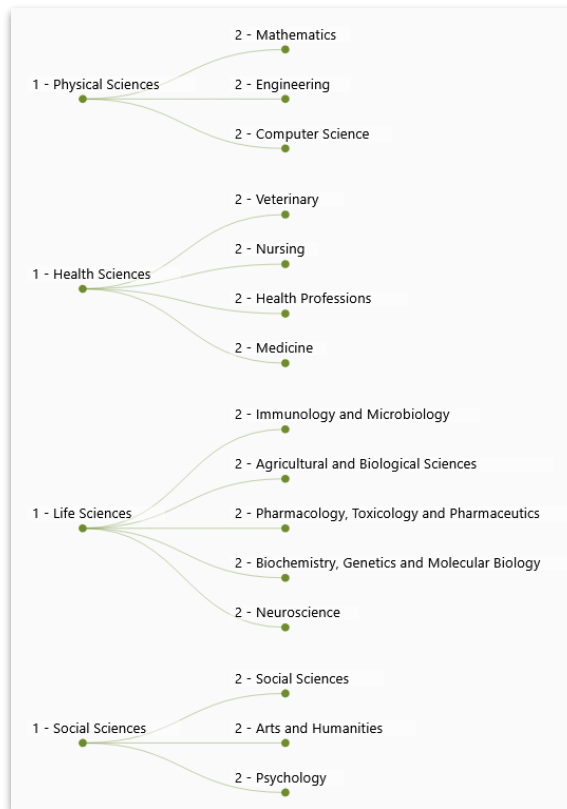 2 - Mathematics
1 - Physical Sciences
2 - Engineering
2 - Computer Science
2 - Veterinary
2 - Nursing
1 - Health Sciences
2 - Health Professions
2 - Medicine
2 - Immunology and Microbiology
2 - Agricultural and Biological Sciences
1 - Life Sciences
2 - Pharmacology, Toxicology and Pharmaceutics
2 - Biochemistry, Genetics and Molecular Biology
2 - Neuroscience
2 - Social Sciences
1 - Social Sciences
2 - Arts and Humanities
2 - Psychology